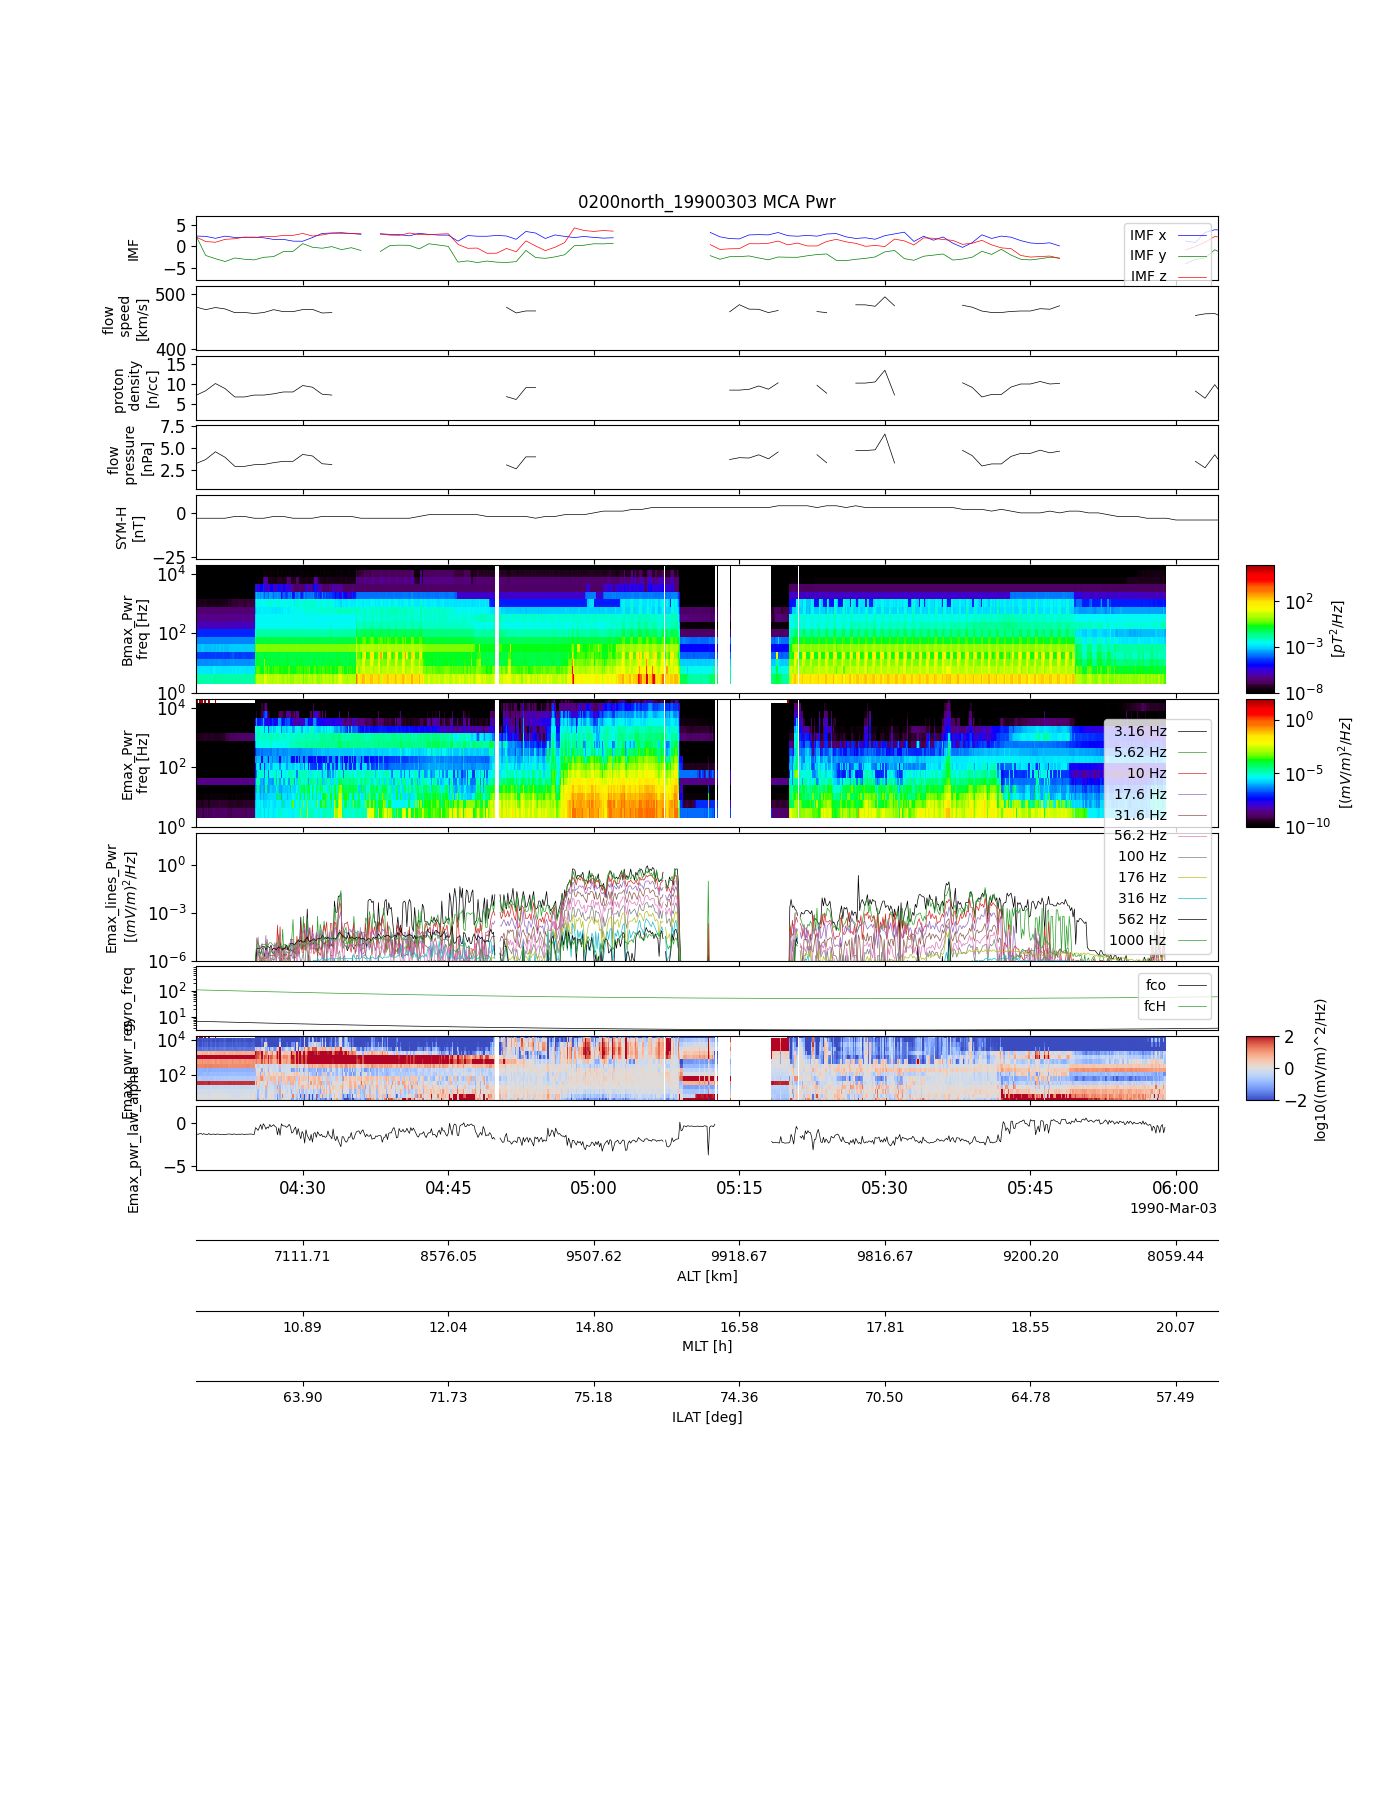 0200north_19900303 MCA Pwr
IMF
5
0
−5
IMF x
IMF y
IMF z
flow
speed
[km/s]
500
400
proton
density
[n/cc]
15
10
5
flow
pressure
[nPa]
7.5
5.0
2.5
SYM-H
[nT]
0
−25
Bmax_Pwr
freq [Hz]
10^4
10^2
10^0
10^2
10^−3
10^−8
[pT^2/Hz]
Emax_Pwr
freq [Hz]
10^4
10^2
10^0
10^0
10^−5
10^−10
[(mV/m)^2/Hz]
3.16 Hz
5.62 Hz
10 Hz
17.6 Hz
31.6 Hz
56.2 Hz
100 Hz
176 Hz
316 Hz
562 Hz
1000 Hz
Emax_lines_Pwr
[(mV/m)^2/Hz]
10^0
10^−3
10^−6
gyro_freq
10^2
10^1
fco
fcH
Emax_pwr_reg
10^4
10^2
2
0
−2
log10((mV/m)^2/Hz)
Emax_pwr_law_alpha
0
−5
04:30 04:45 05:00 05:15 05:30 05:45 06:00
1990-Mar-03
7111.71 8576.05 9507.62 9918.67 9816.67 9200.20 8059.44
ALT [km]
10.89 12.04 14.80 16.58 17.81 18.55 20.07
MLT [h]
63.90 71.73 75.18 74.36 70.50 64.78 57.49
ILAT [deg]